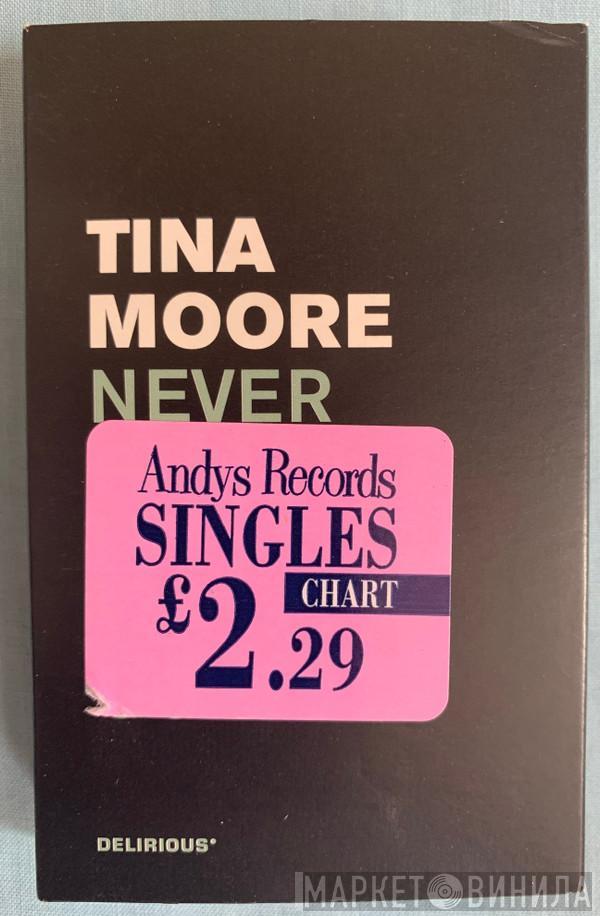 TINA
MOORE
NEVER
Andys Records
SINGLES
CHART
£2.29
DELIRIOUS*
МАРКЕТ ВИНИЛА